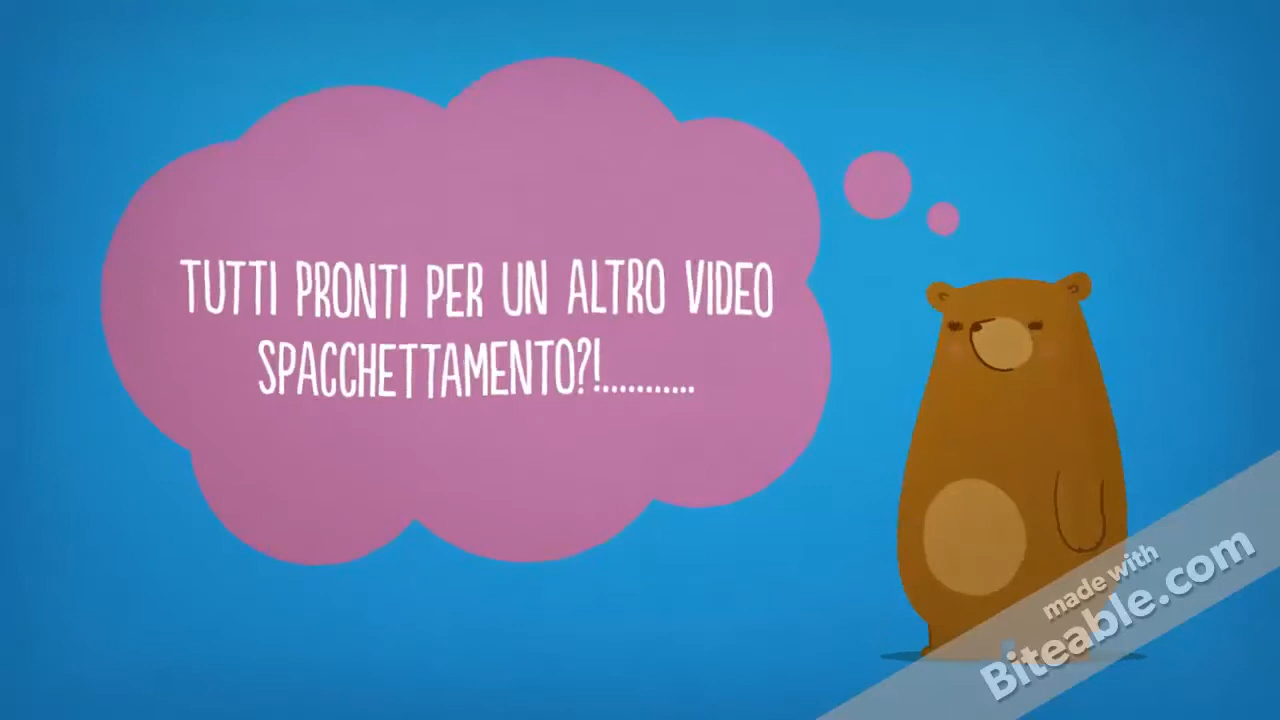 TUTTI PRONTI PER UN ALTRO VIDEO
SPACCHETTAMENTO?!............
made with
Biteable.com